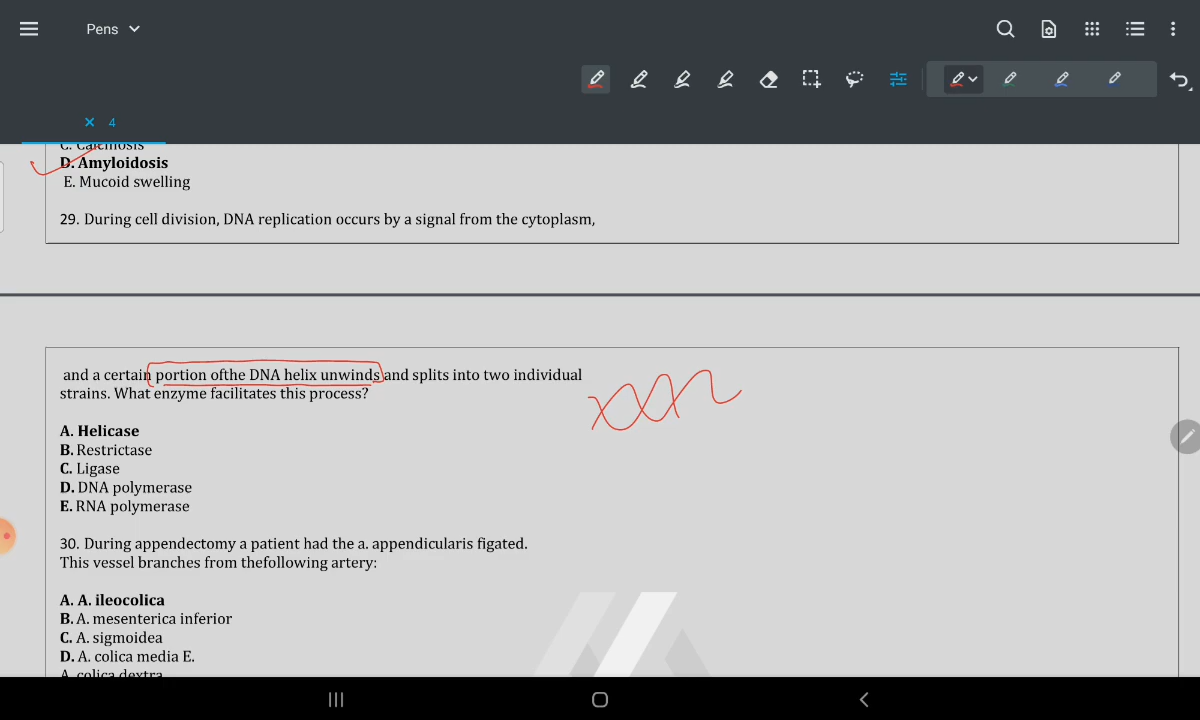 Pens
4
C. Calcinosis
D. Amyloidosis
E. Mucoid swelling
29. During cell division, DNA replication occurs by a signal from the cytoplasm,
and a certain portion ofthe DNA helix unwinds and splits into two individual
strands. What enzyme facilitates this process?
A. Helicase
B. Restrictase
C. Ligase
D. DNA polymerase
E. RNA polymerase
30. During appendectomy a patient had the a. appendicularis figated.
This vessel branches from thefollowing artery:
A. A. ileocolica
B. A. mesenterica inferior
C. A. sigmoidea
D. A. colica media E.
A. colica dextra